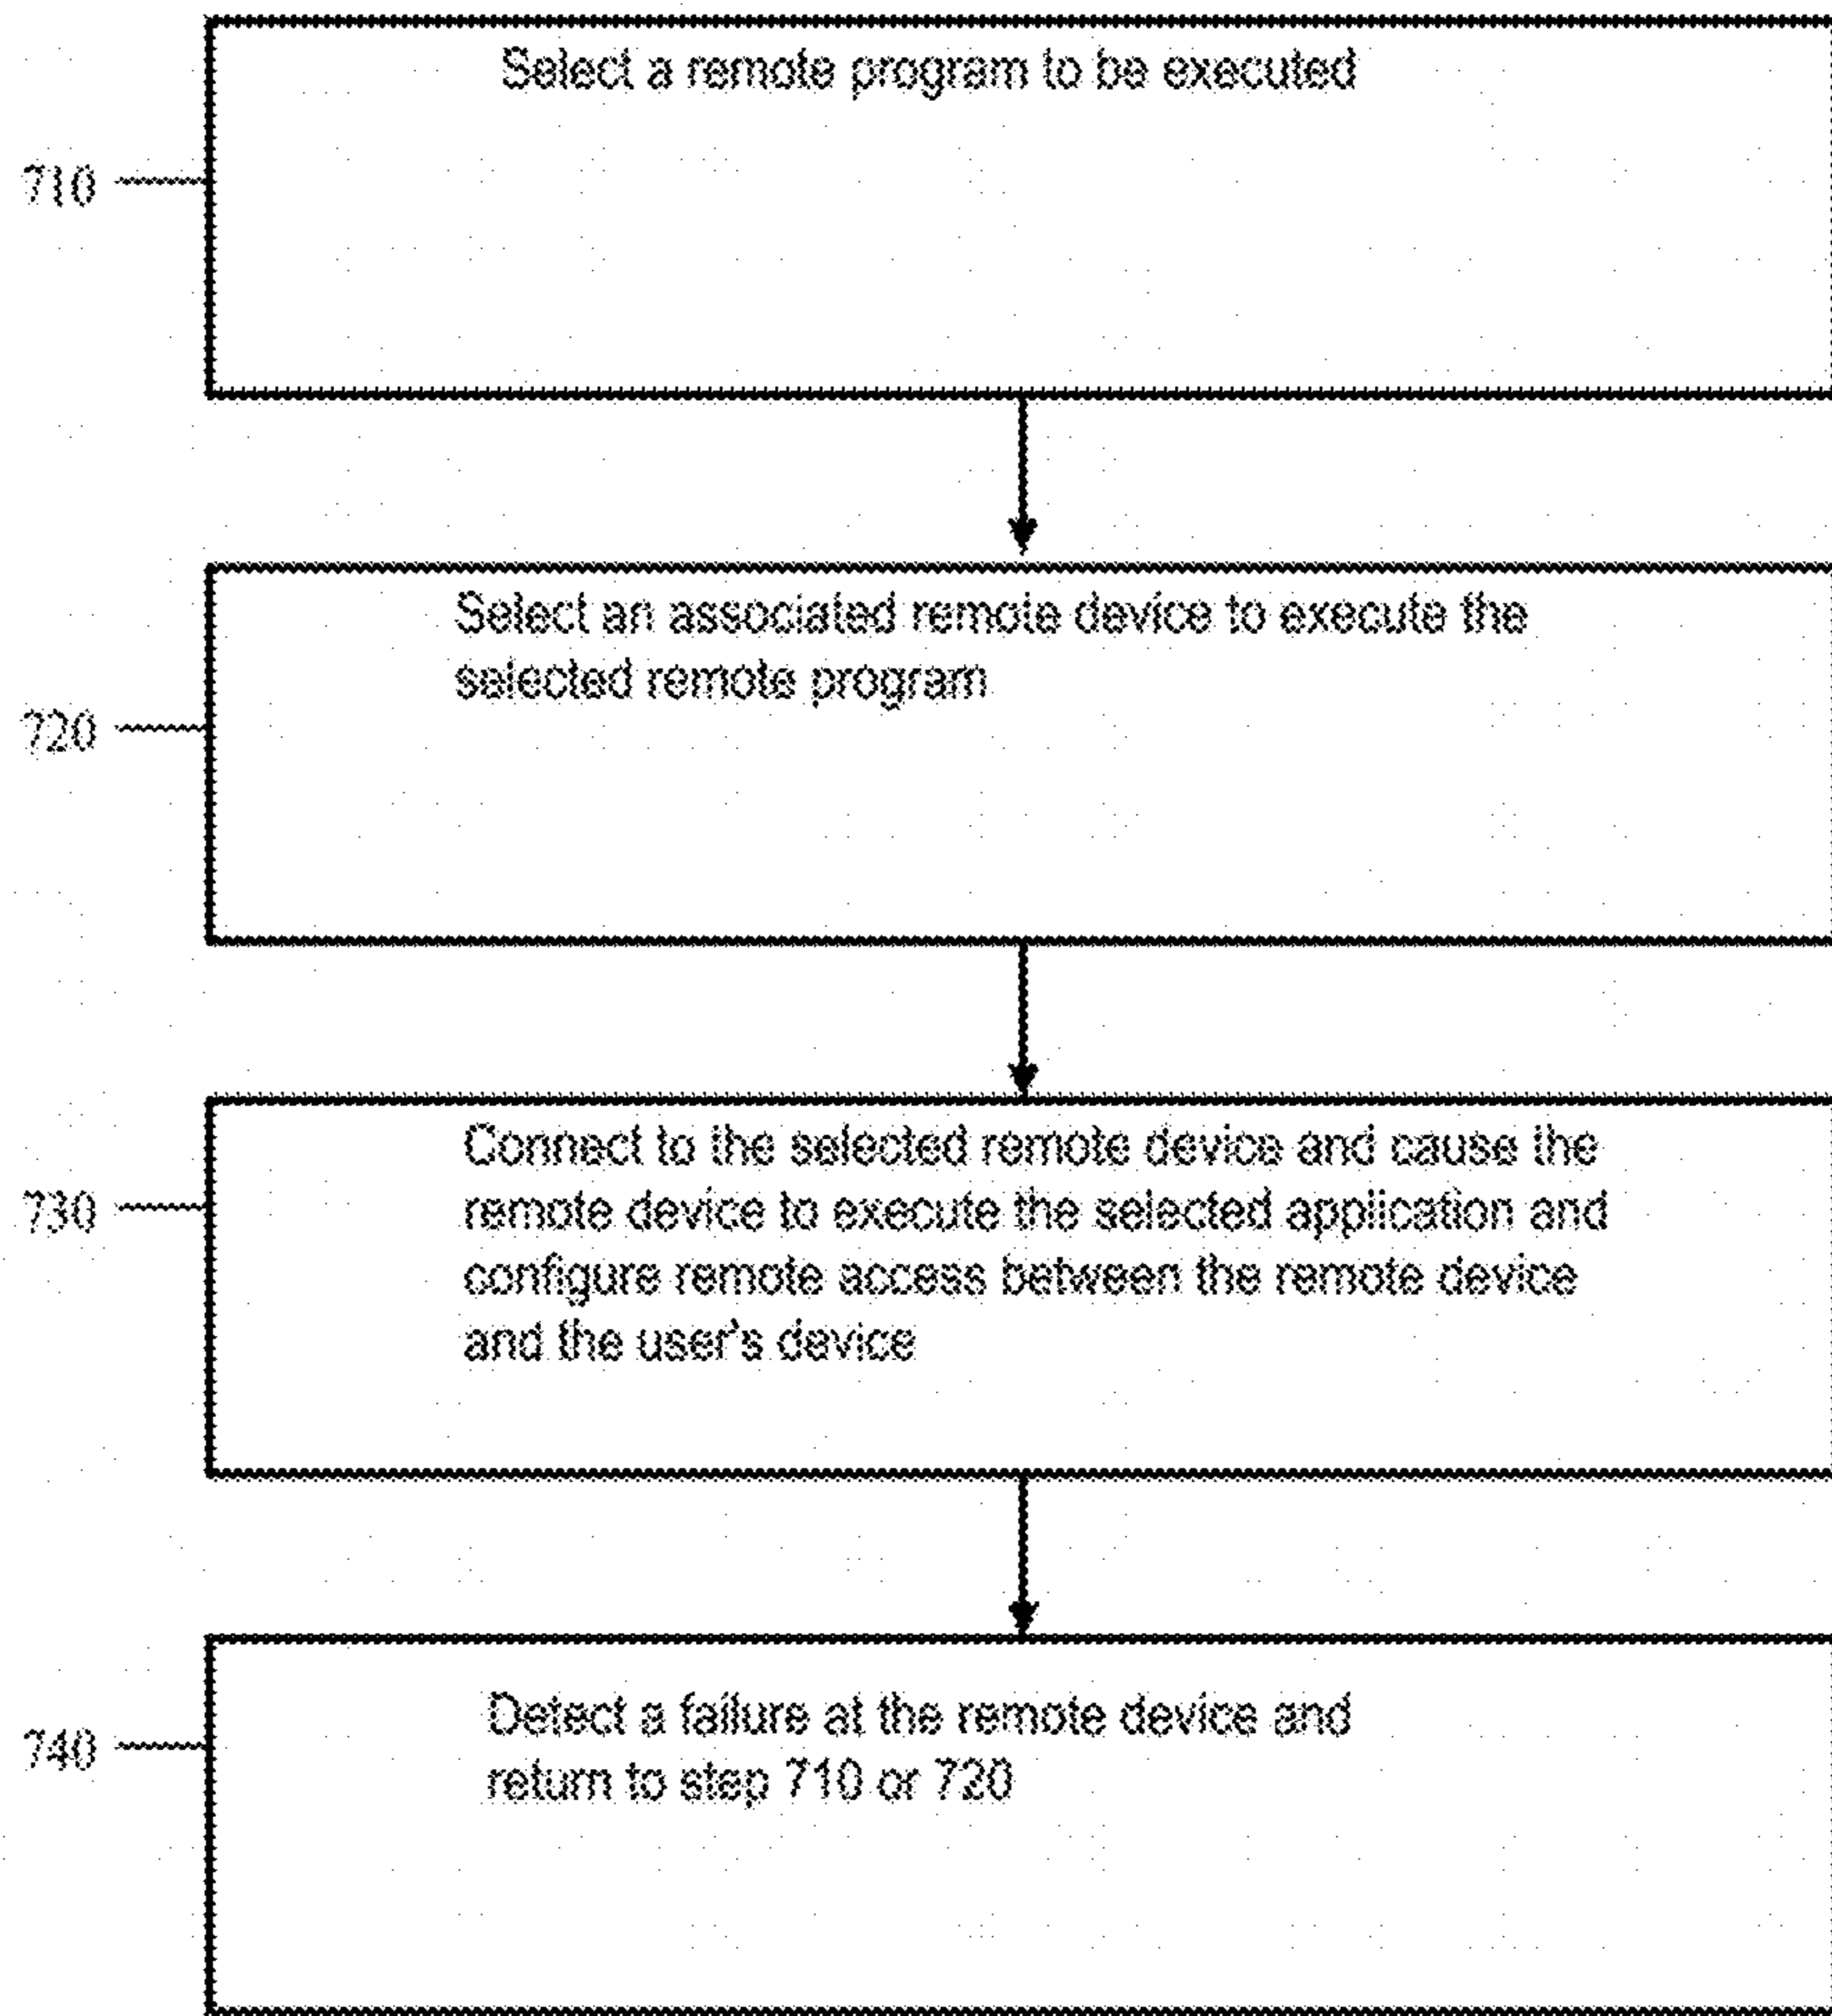 Select a remote program to be executed
710
Select an associated remote device to execute the
selected remote program
720
Connect to the selected remote device and cause the
remote device to execute the selected application and
configure remote access between the remote device
and the user's device
730
Detect a failure at the remote device and
return to step 710 or 720
740